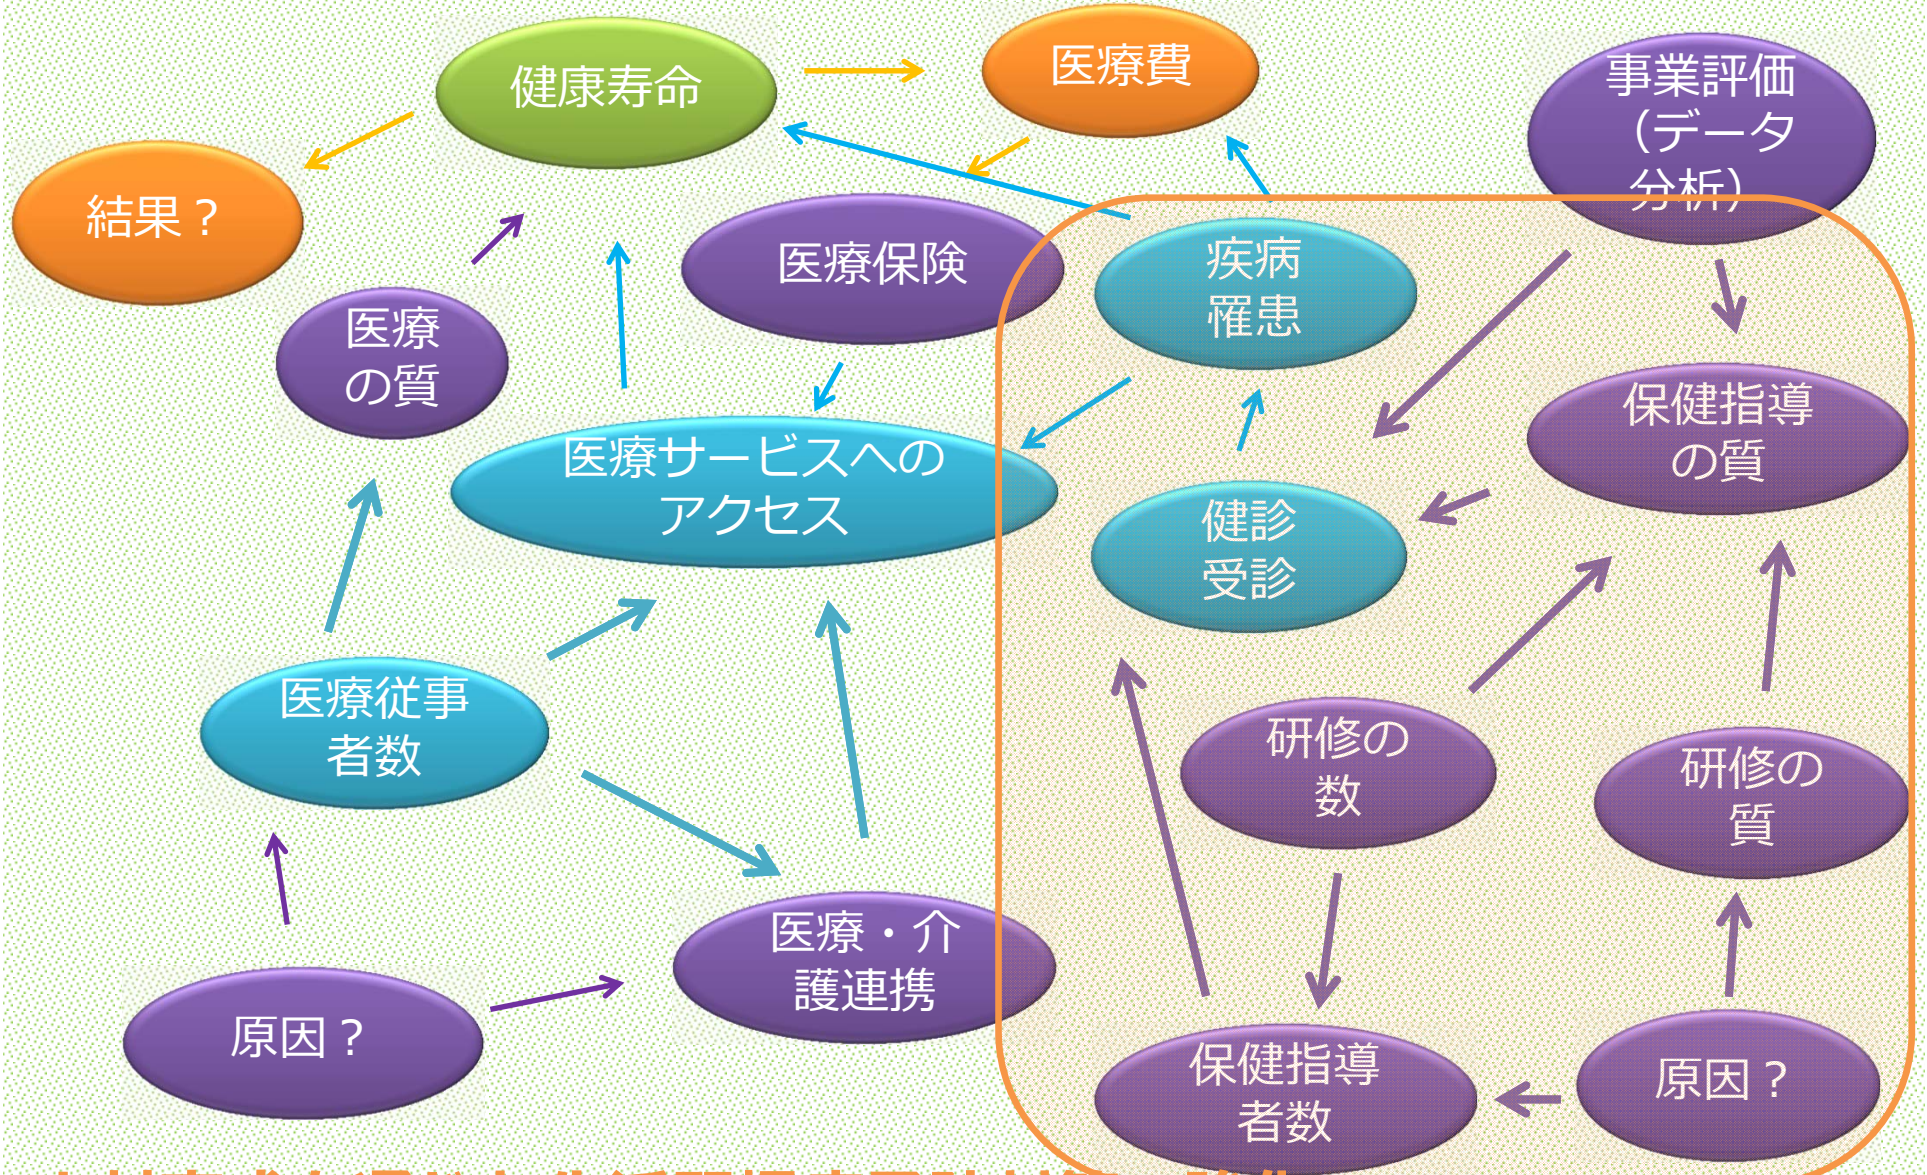 健康寿命
医療費
事業評価
（データ
分析）
結果？
医療保険
疾病
罹患
医療
の質
保健指導
の質
医療サービスへの
アクセス
健診
受診
医療従事
者数
研修の
数
研修の
質
医療・介
護連携
原因？
保健指導
者数
原因？